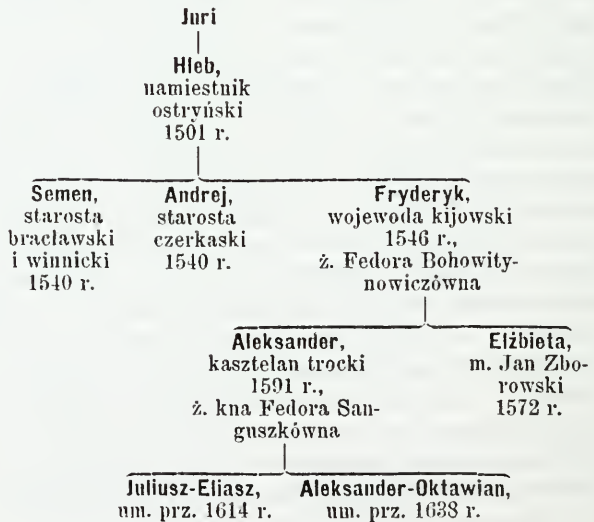 Juri
Hleb,
namiestnik
ostryński
1501 r.
Semen,
starosta
bracławski
i winnicki
1540 r.
Andrej,
starosta
czerkaski
1540 r.
Fryderyk,
wojewoda kijowski
1546 r.,
ż. Fedora Bohowity-
nowiczówna
Aleksander,
kasztelan trocki
1591 r.,
ż. kna Fedora San-
guszkówna
Elżbieta,
m. Jan Zbo-
rowski
1572 r.
Juliusz-Eliasz,
um. prz. 1614 r.
Aleksander-Oktawian,
um. prz. 1638 r.